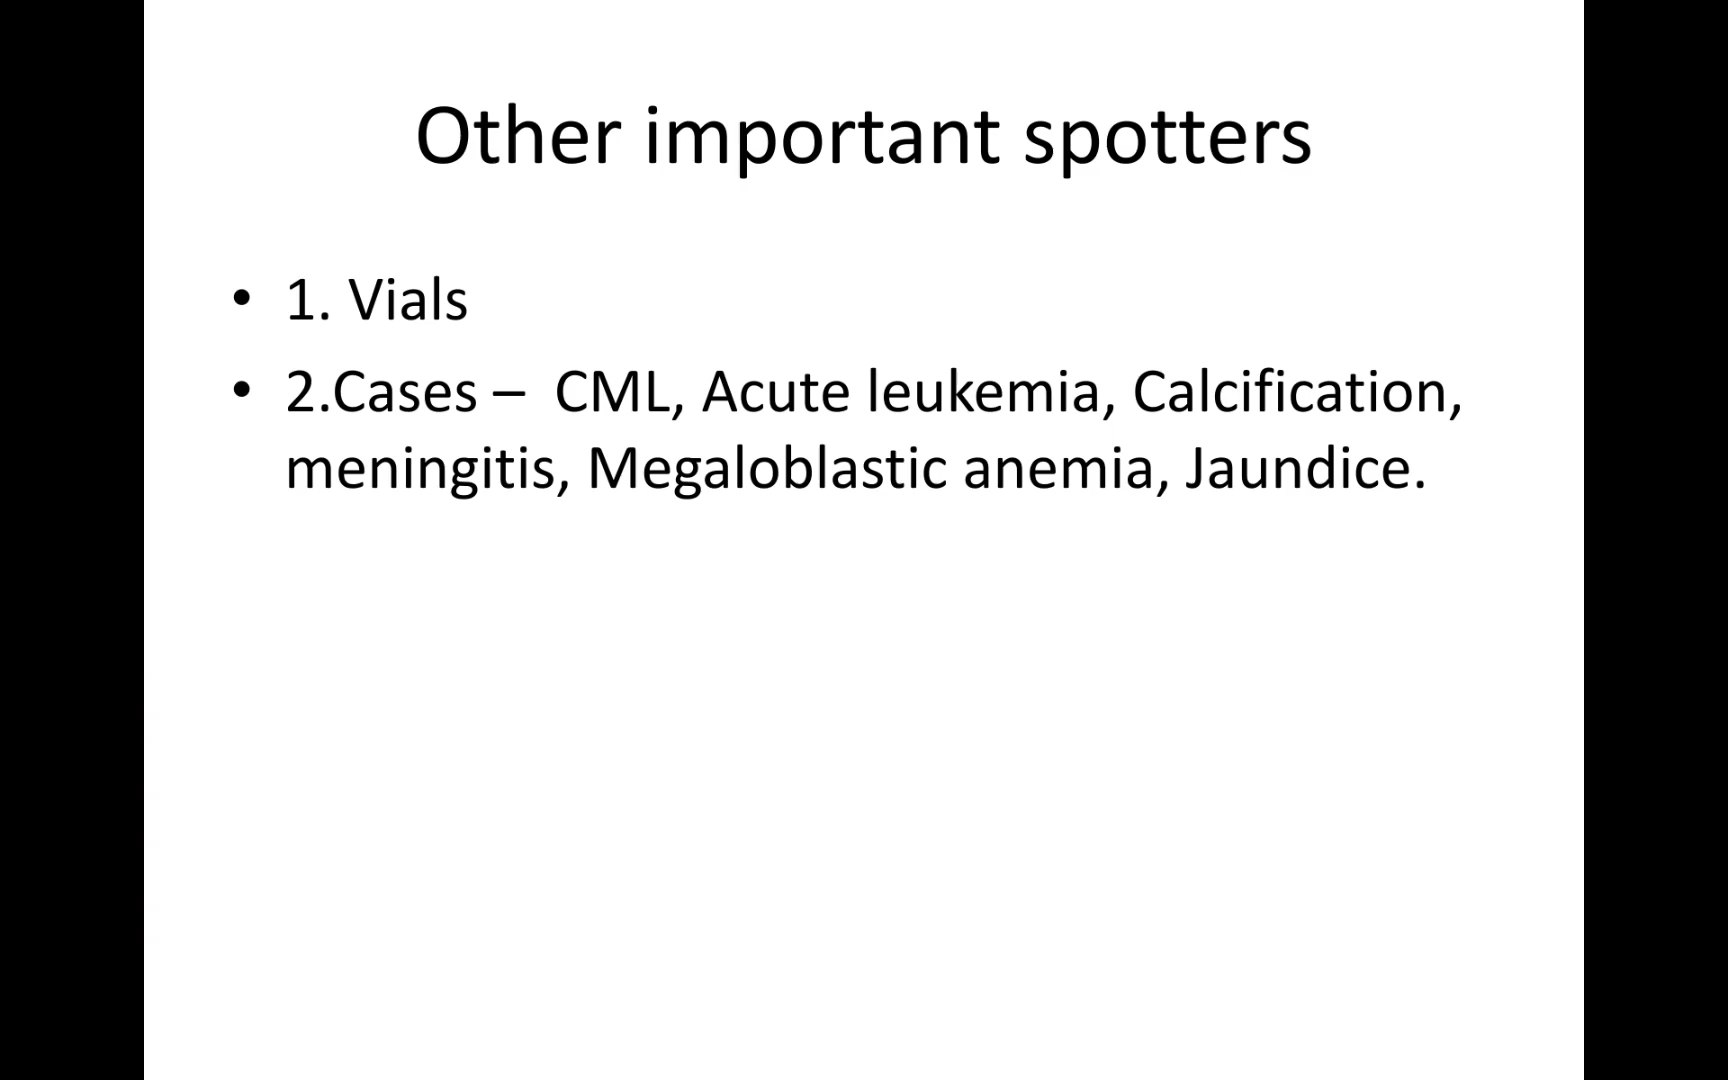 Other important spotters
• 1. Vials
• 2.Cases – CML, Acute leukemia, Calcification,
meningitis, Megaloblastic anemia, Jaundice.